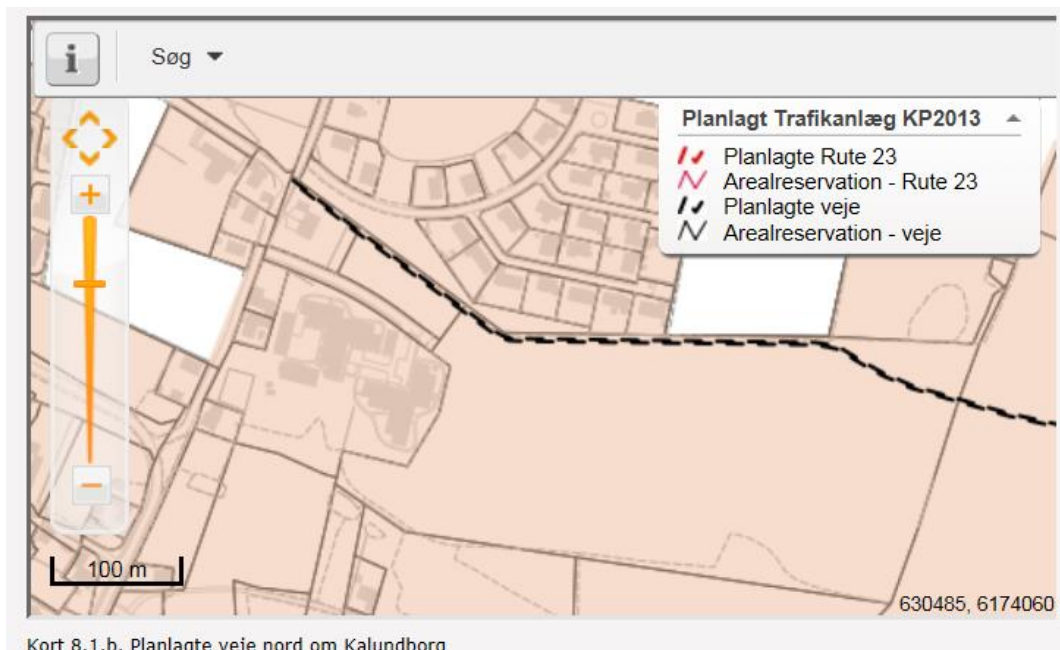 i
Søg
Planlagt Trafikanlæg KP2013
Planlagte Rute 23
Arealreservation - Rute 23
Planlagte veje
Arealreservation - veje
+
−
100 m
630485, 6174060
Kort 8.1.b. Planlagte veje nord om Kalundborg